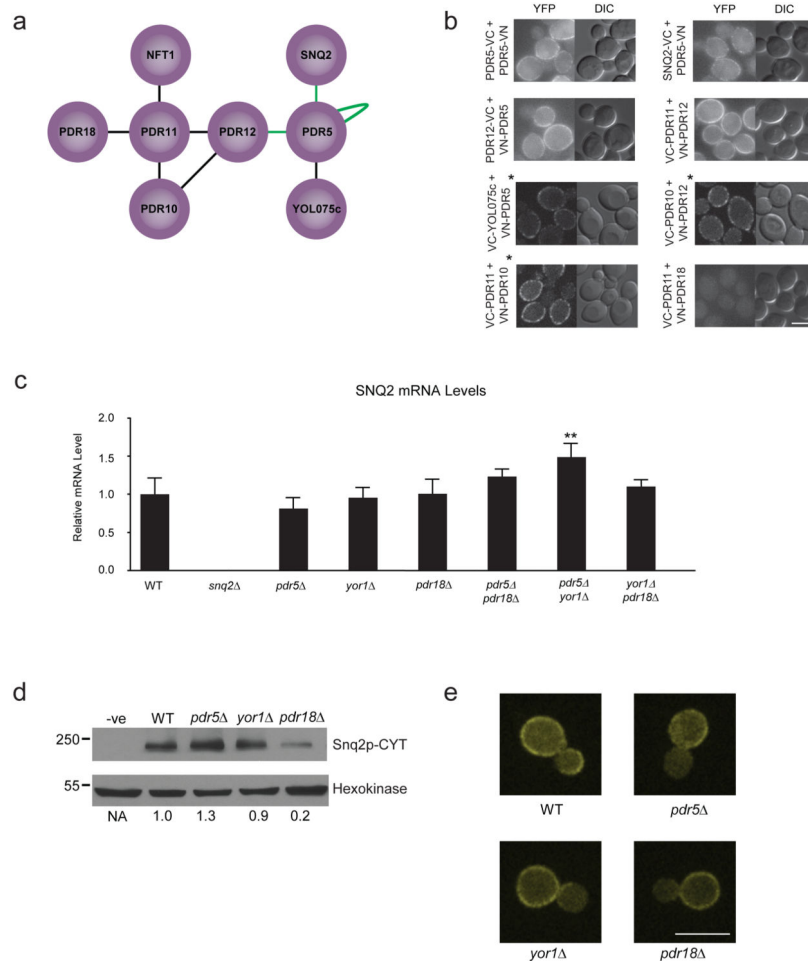 a
NFT1
SNQ2
PDR18
PDR11
PDR12
PDR5
PDR10
YOL075c
b
YFP
DIC
YFP
DIC
PDR5-VC +
PDR5-VN
SNQ2-VC +
PDR5-VN
PDR12-VC +
VN-PDR5
VC-PDR11 +
VN-PDR12
VC-YOL075c +
VN-PDR5
*
VC-PDR10 +
VN-PDR12
*
VC-PDR11 +
VN-PDR10
*
VC-PDR11 +
VN-PDR18
c
SNQ2 mRNA Levels
Relative mRNA Level
2.0
1.5
1.0
0.5
0.0
**
WT
snq2Δ
pdr5Δ
yor1Δ
pdr18Δ
pdr5Δ
pdr18Δ
pdr5Δ
yor1Δ
yor1Δ
pdr18Δ
d
-ve WT pdr5Δ yor1Δ pdr18Δ
250
Snq2p-CYT
55
Hexokinase
NA 1.0 1.3 0.9 0.2
e
WT
pdr5Δ
yor1Δ
pdr18Δ